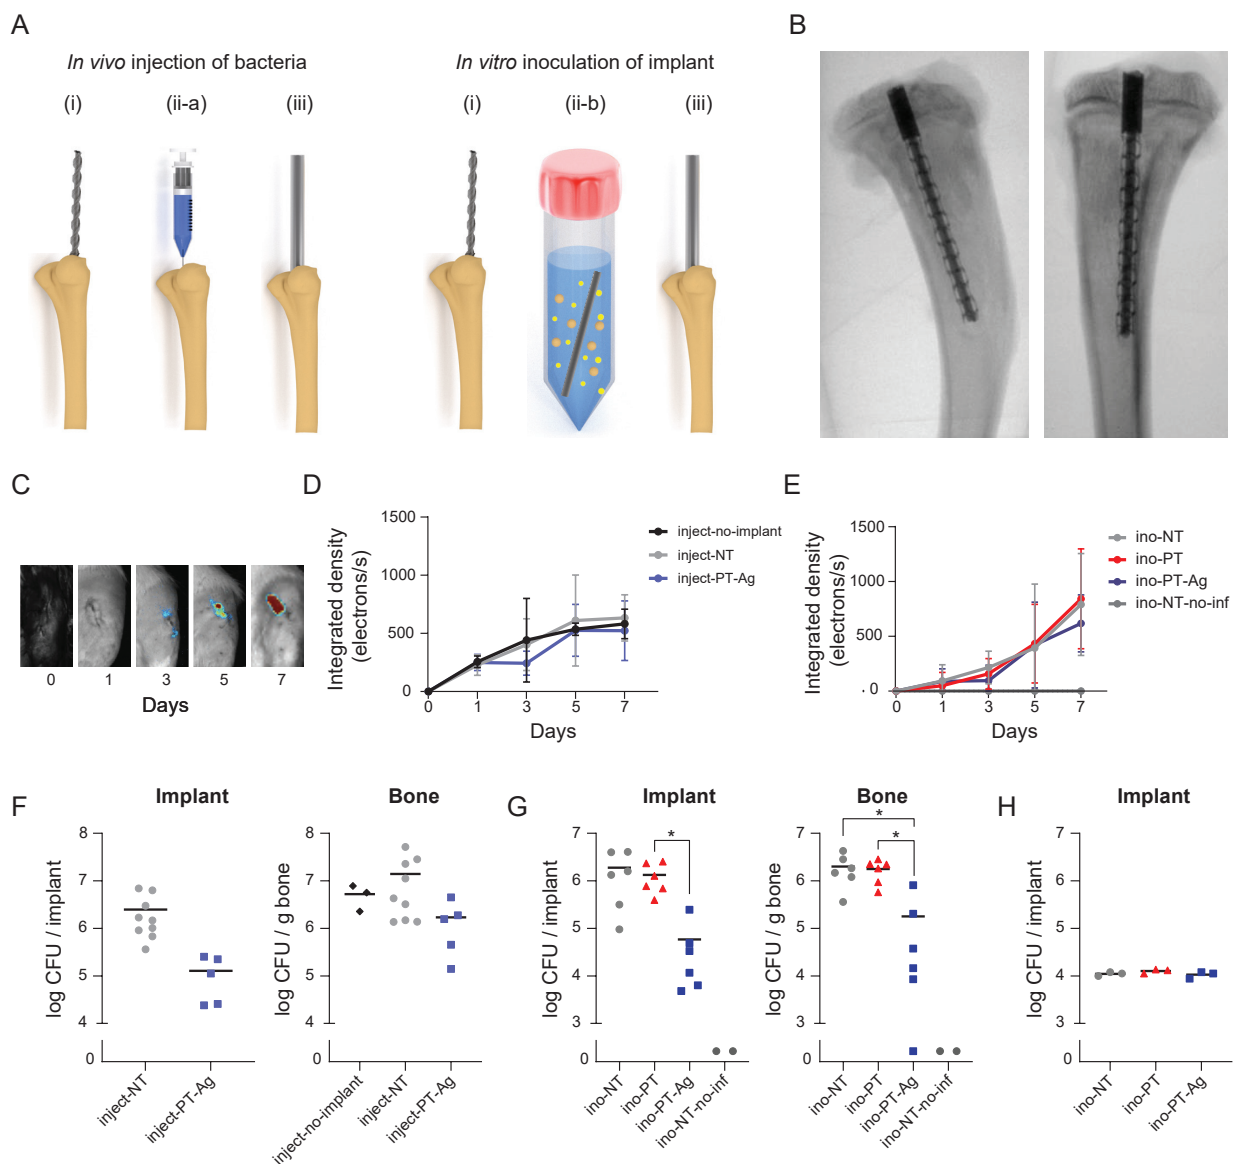 A
B
In vivo injection of bacteria
In vitro inoculation of implant
(i)
(ii-a)
(iii)
(i)
(ii-b)
(iii)
C
D
E
0
1
3
5
7
Days
Integrated density
(electrons/s)
1500
1000
500
0
0
1
3
5
7
Days
inject-no-implant
inject-NT
inject-PT-Ag
Integrated density
(electrons/s)
1500
1000
500
0
0
1
3
5
7
Days
ino-NT
ino-PT
ino-PT-Ag
ino-NT-no-inf
F
Implant
log CFU / implant
8
7
6
5
4
0
inject-NT
inject-PT-Ag
Bone
log CFU / g bone
8
7
6
5
4
0
inject-no-implant
inject-NT
inject-PT-Ag
G
Implant
log CFU / implant
7
6
5
4
3
0
*
ino-NT
ino-PT
ino-PT-Ag
ino-NT-no-inf
Bone
log CFU / g bone
7
6
5
4
3
0
*
*
ino-NT
ino-PT
ino-PT-Ag
ino-NT-no-inf
H
Implant
log CFU / implant
7
6
5
4
3
0
ino-NT
ino-PT
ino-PT-Ag